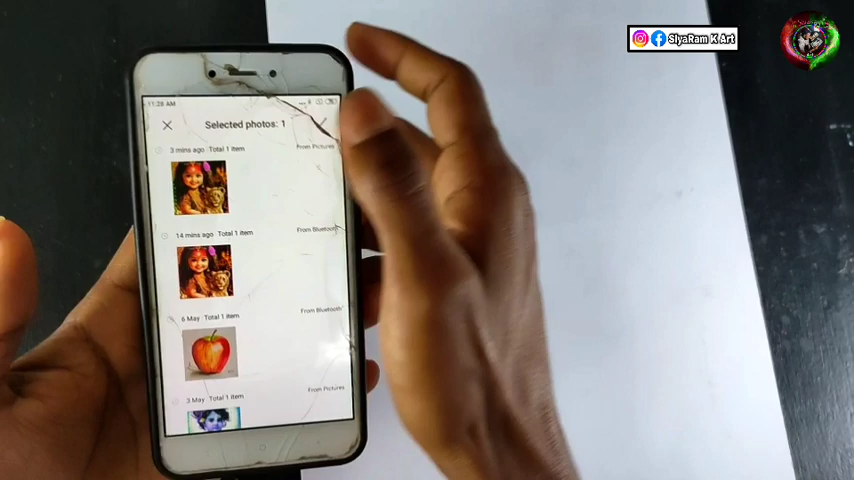 SiyaRam K Art
11:28 AM
Selected photos: 1
3 mins ago Total 1 item
From Pictures
14 mins ago Total 1 item
From Bluetooth
6 May Total 1 item
From Bluetooth
3 May Total 1 item
From Pictures